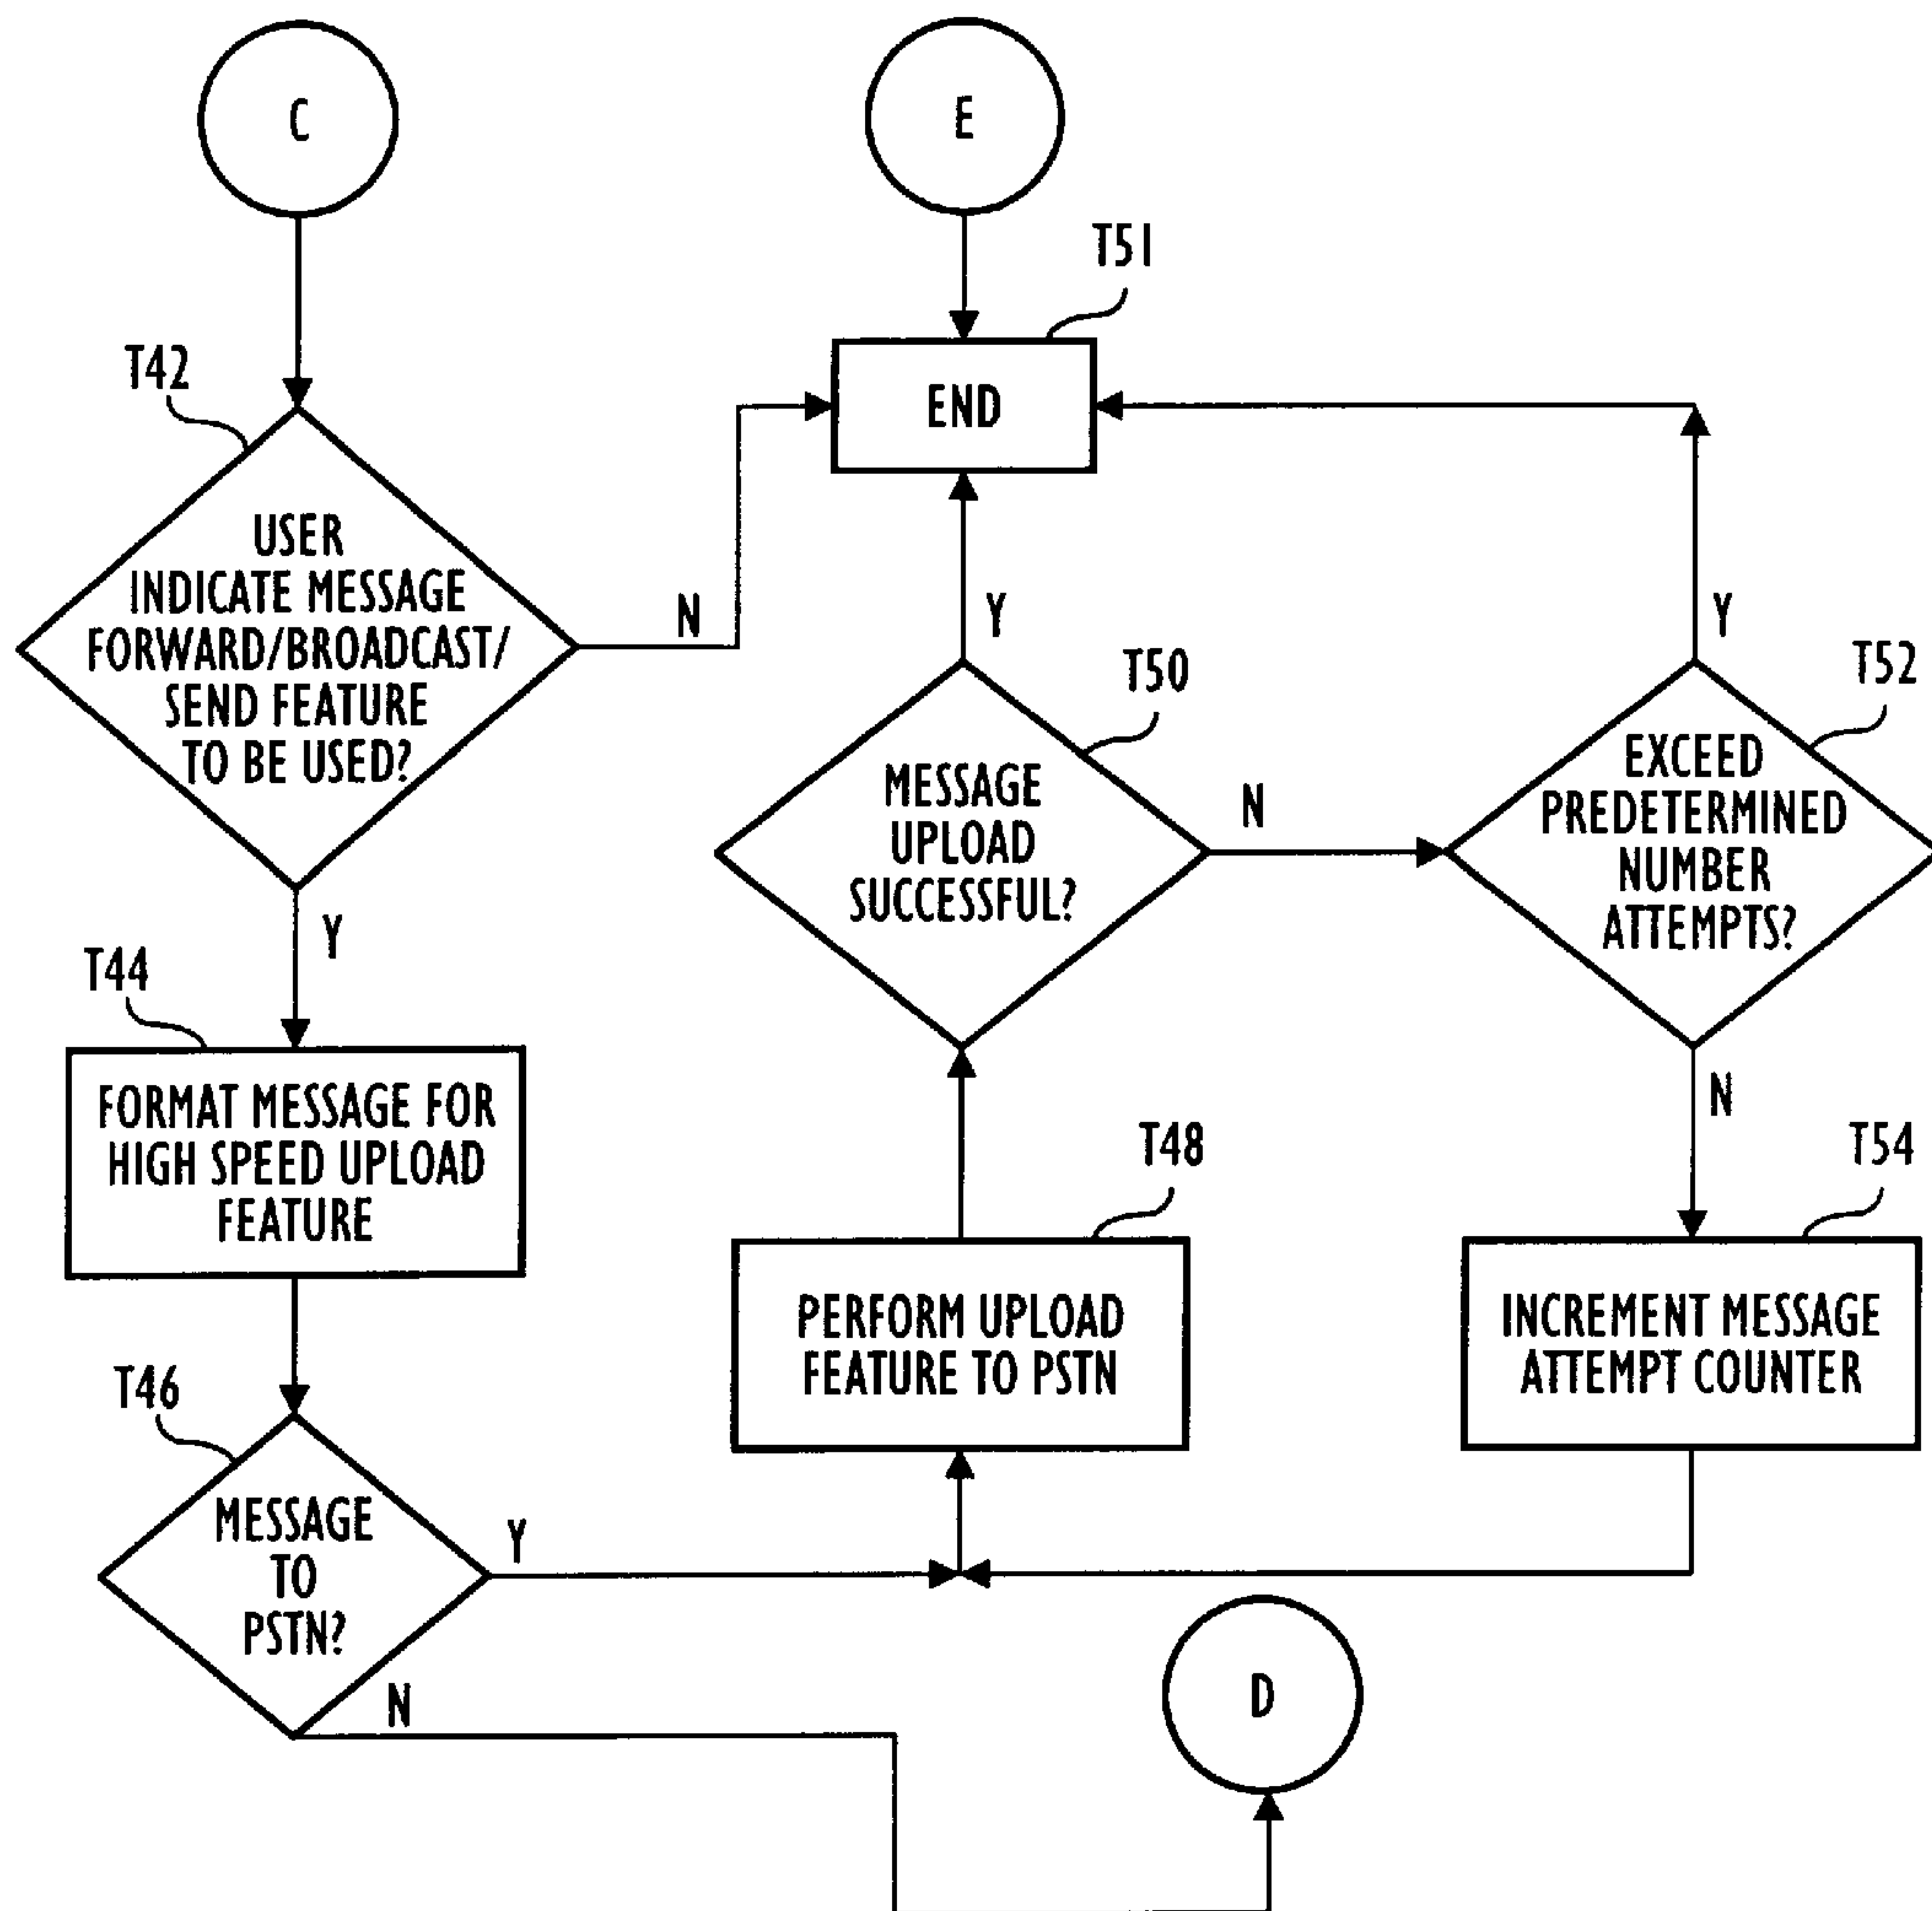 C
E
T51
END
T42
USER
INDICATE MESSAGE
FORWARD/BROADCAST/
SEND FEATURE
TO BE USED?
N
Y
T50
MESSAGE
UPLOAD
SUCCESSFUL?
N
Y
T52
EXCEED
PREDETERMINED
NUMBER
ATTEMPTS?
Y
T44
FORMAT MESSAGE FOR
HIGH SPEED UPLOAD
FEATURE
T48
PERFORM UPLOAD
FEATURE TO PSTN
N
T54
INCREMENT MESSAGE
ATTEMPT COUNTER
T46
MESSAGE
TO
PSTN?
Y
N
D